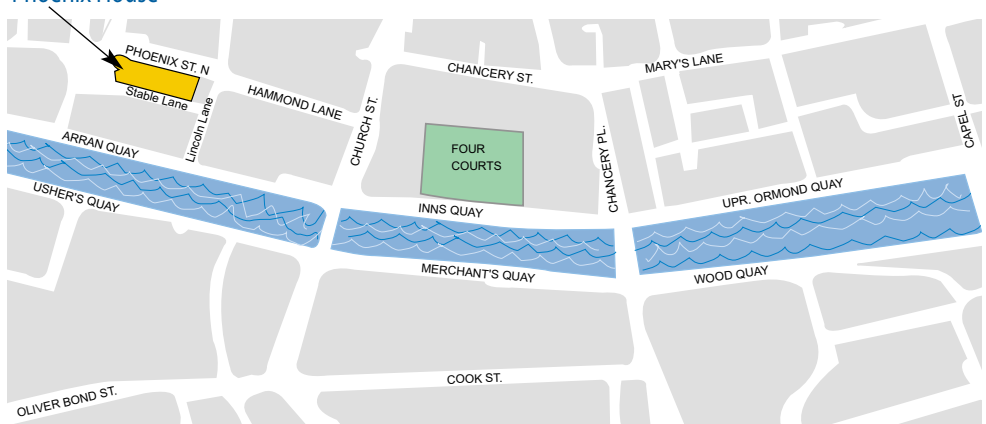 Phoenix House
PHOENIX ST. N
Stable Lane
Lincoln Lane
HAMMOND LANE
CHURCH ST.
CHANCERY ST.
MARY'S LANE
CAPEL ST
FOUR
COURTS
CHANCERY PL.
ARRAN QUAY
USHER'S QUAY
INNS QUAY
UPR. ORMOND QUAY
MERCHANT'S QUAY
WOOD QUAY
COOK ST.
OLIVER BOND ST.